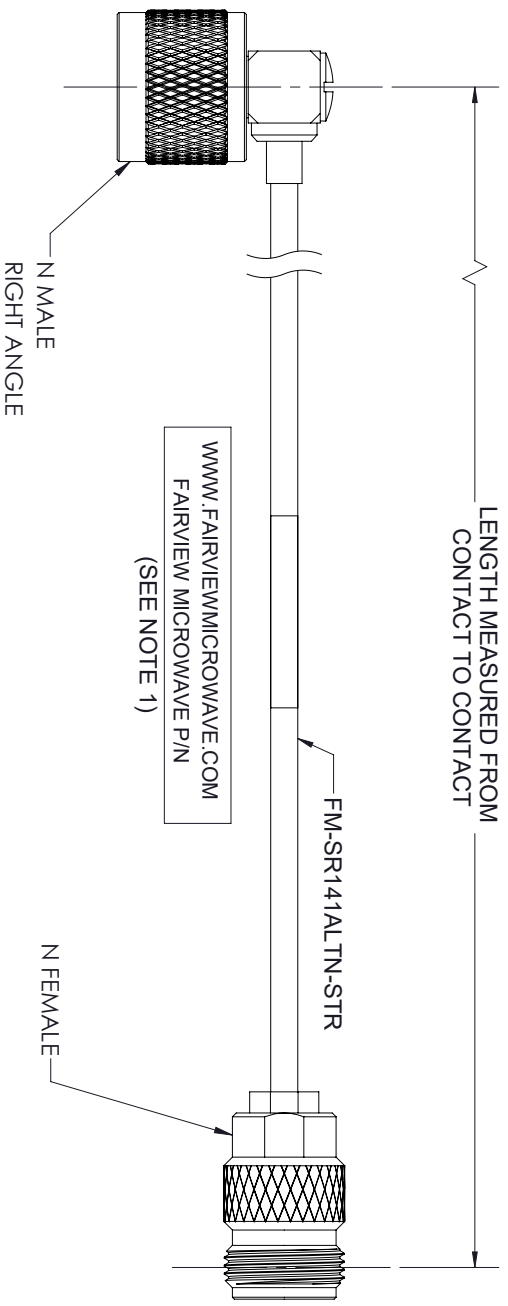 LENGTH MEASURED FROM
CONTACT TO CONTACT
FM-SR141ALTN-STR
WWW.FAIRVIEWMICROWAVE.COM
FAIRVIEW MICROWAVE P/N
(SEE NOTE 1)
N MALE
RIGHT ANGLE
N FEMALE